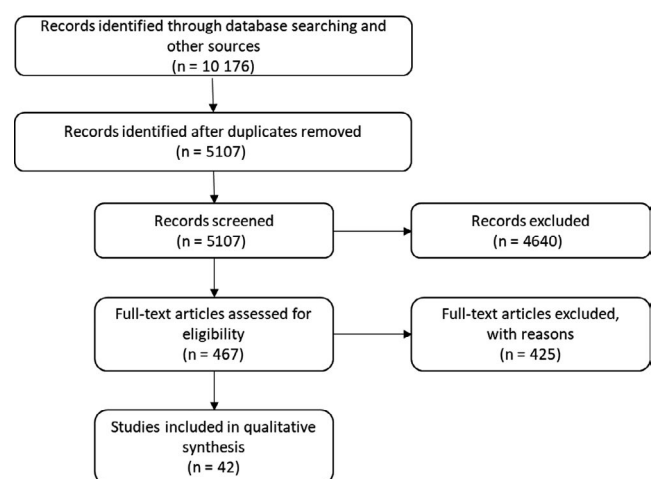 Records identified through database searching and
other sources
(n = 10 176)
Records identified after duplicates removed
(n = 5107)
Records screened
(n = 5107)
Records excluded
(n = 4640)
Full-text articles assessed for
eligibility
(n = 467)
Full-text articles excluded,
with reasons
(n = 425)
Studies included in qualitative
synthesis
(n = 42)